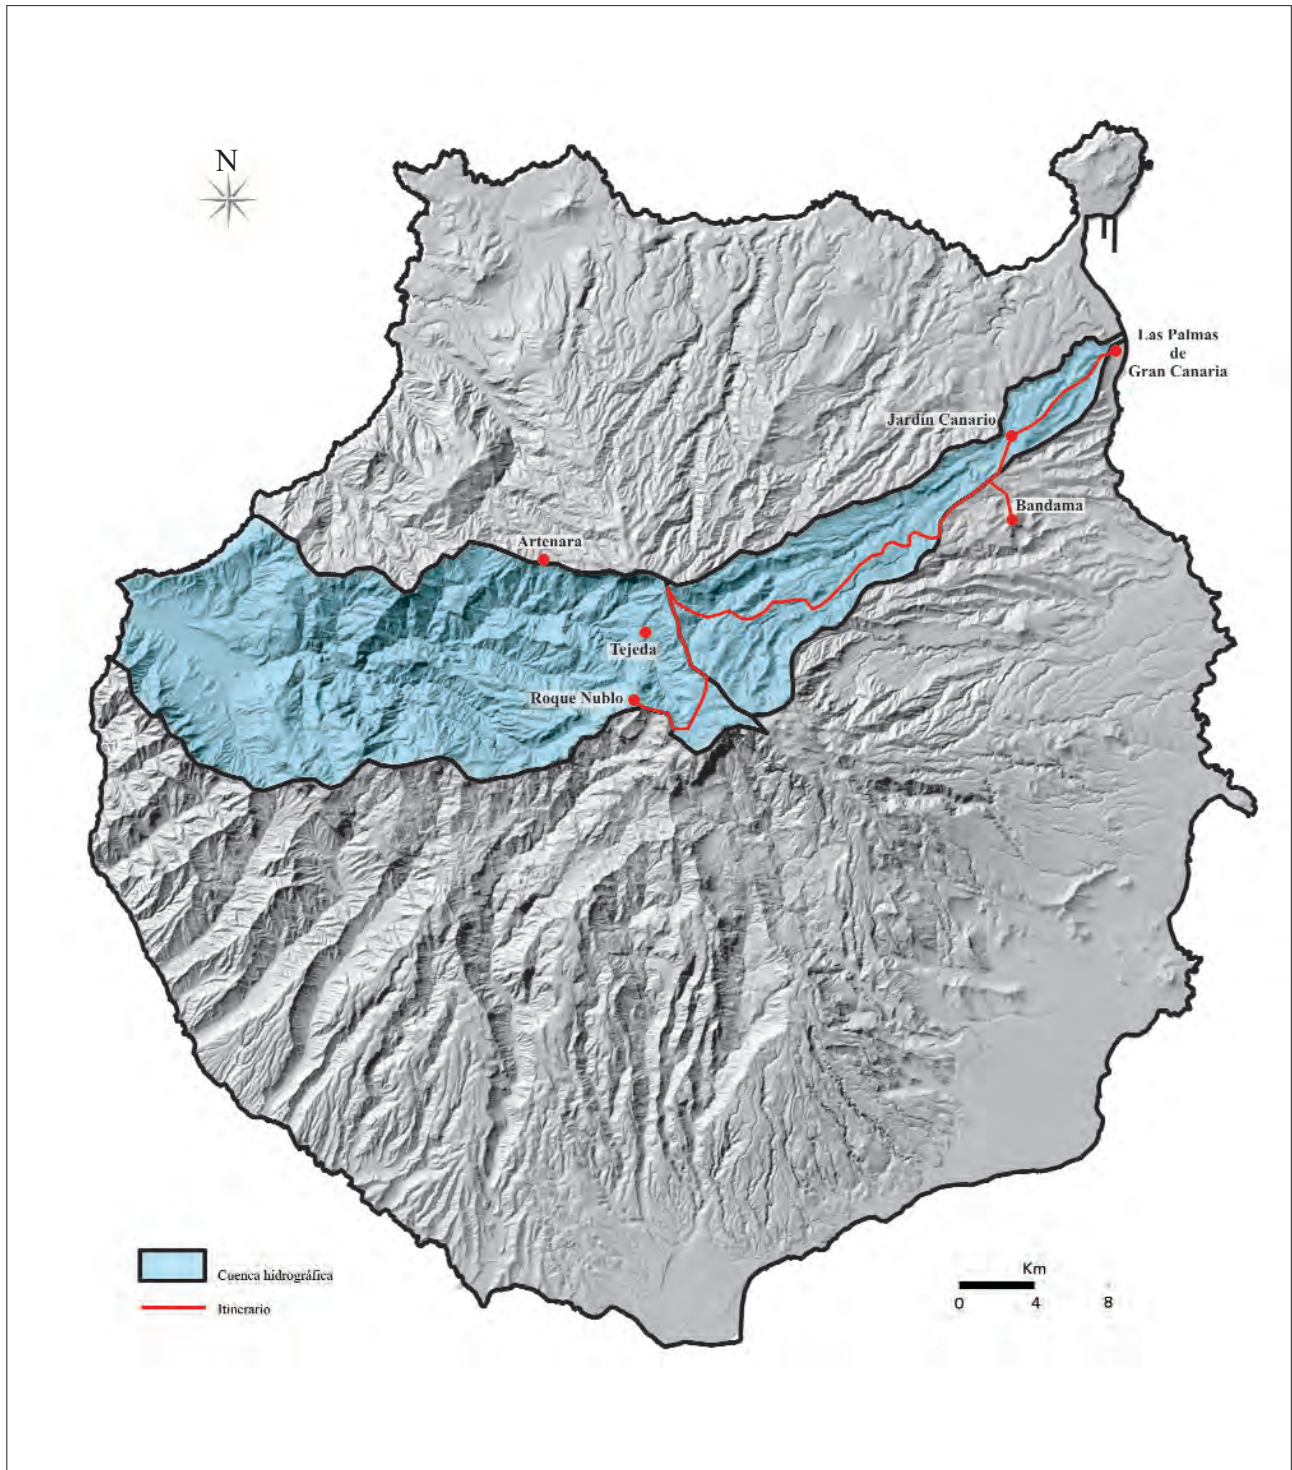 N
Las Palmas
de
Gran Canaria
Jardín Canario
Bandama
Artenara
Tejeda
Roque Nublo
Cuenca hidrográfica
Itinerario
Km
0 4 8